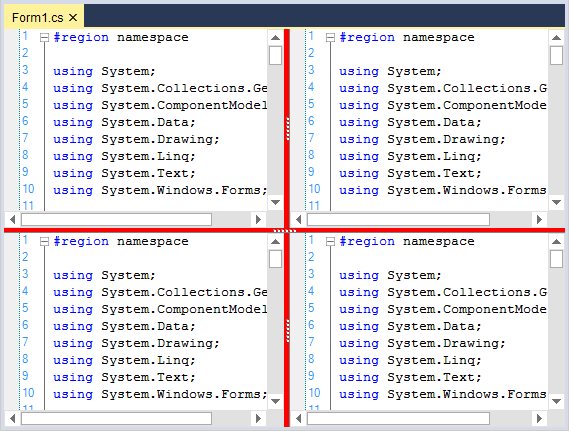 Form1.cs
1 #region namespace
2
3 using System;
4 using System.Collections.Ge
5 using System.ComponentModel
6 using System.Data;
7 using System.Drawing;
8 using System.Linq;
9 using System.Text;
10 using System.Windows.Forms;
11
1 #region namespace
2
3 using System;
4 using System.Collections.G
5 using System.ComponentMode
6 using System.Data;
7 using System.Drawing;
8 using System.Linq;
9 using System.Text;
10 using System.Windows.Forms
11
1 #region namespace
2
3 using System;
4 using System.Collections.Ge
5 using System.ComponentModel
6 using System.Data;
7 using System.Drawing;
8 using System.Linq;
9 using System.Text;
10 using System.Windows.Forms;
11
1 #region namespace
2
3 using System;
4 using System.Collections.G
5 using System.ComponentMode
6 using System.Data;
7 using System.Drawing;
8 using System.Linq;
9 using System.Text;
10 using System.Windows.Forms
11